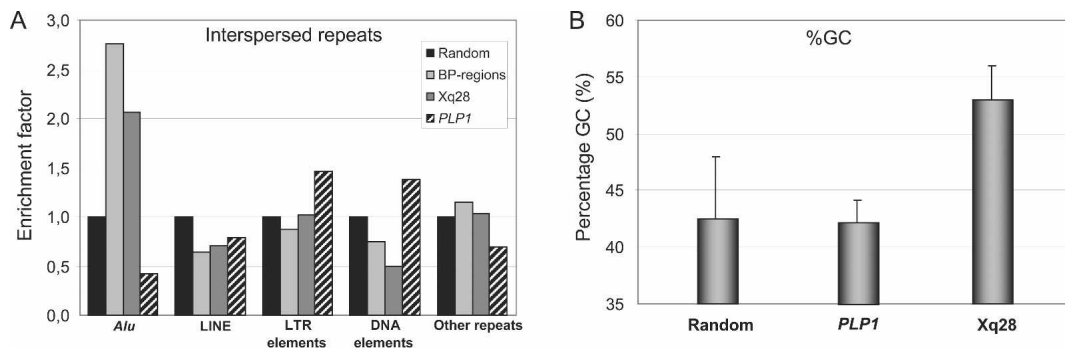 A
Interspersed repeats
Enrichment factor
3,0
2,5
2,0
1,5
1,0
0,5
0,0
Random
BP-regions
Xq28
PLP1
Alu
LINE
LTR
elements
DNA
elements
Other repeats
B
%GC
Percentage GC (%)
60
55
50
45
40
35
Random
PLP1
Xq28